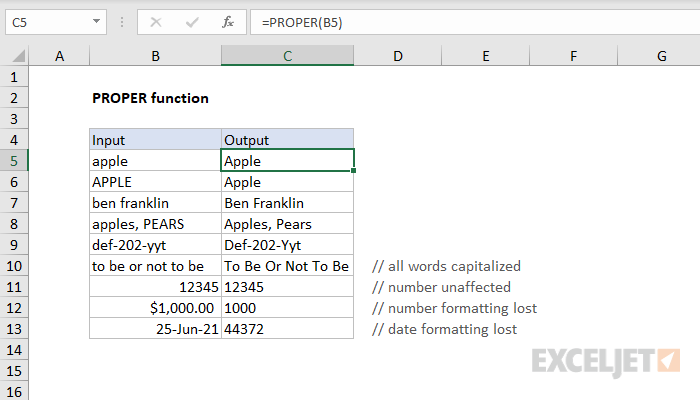 C5 fx =PROPER(B5)
A B C D E F G
1
2 PROPER function
3
4 Input Output
5 apple Apple
6 APPLE Apple
7 ben franklin Ben Franklin
8 apples, PEARS Apples, Pears
9 def-202-yyt Def-202-Yyt
10 to be or not to be To Be Or Not To Be // all words capitalized
11 12345 12345 // number unaffected
12 $1,000.00 1000 // number formatting lost
13 25-Jun-21 44372 // date formatting lost
14
15
16
EXCELJET